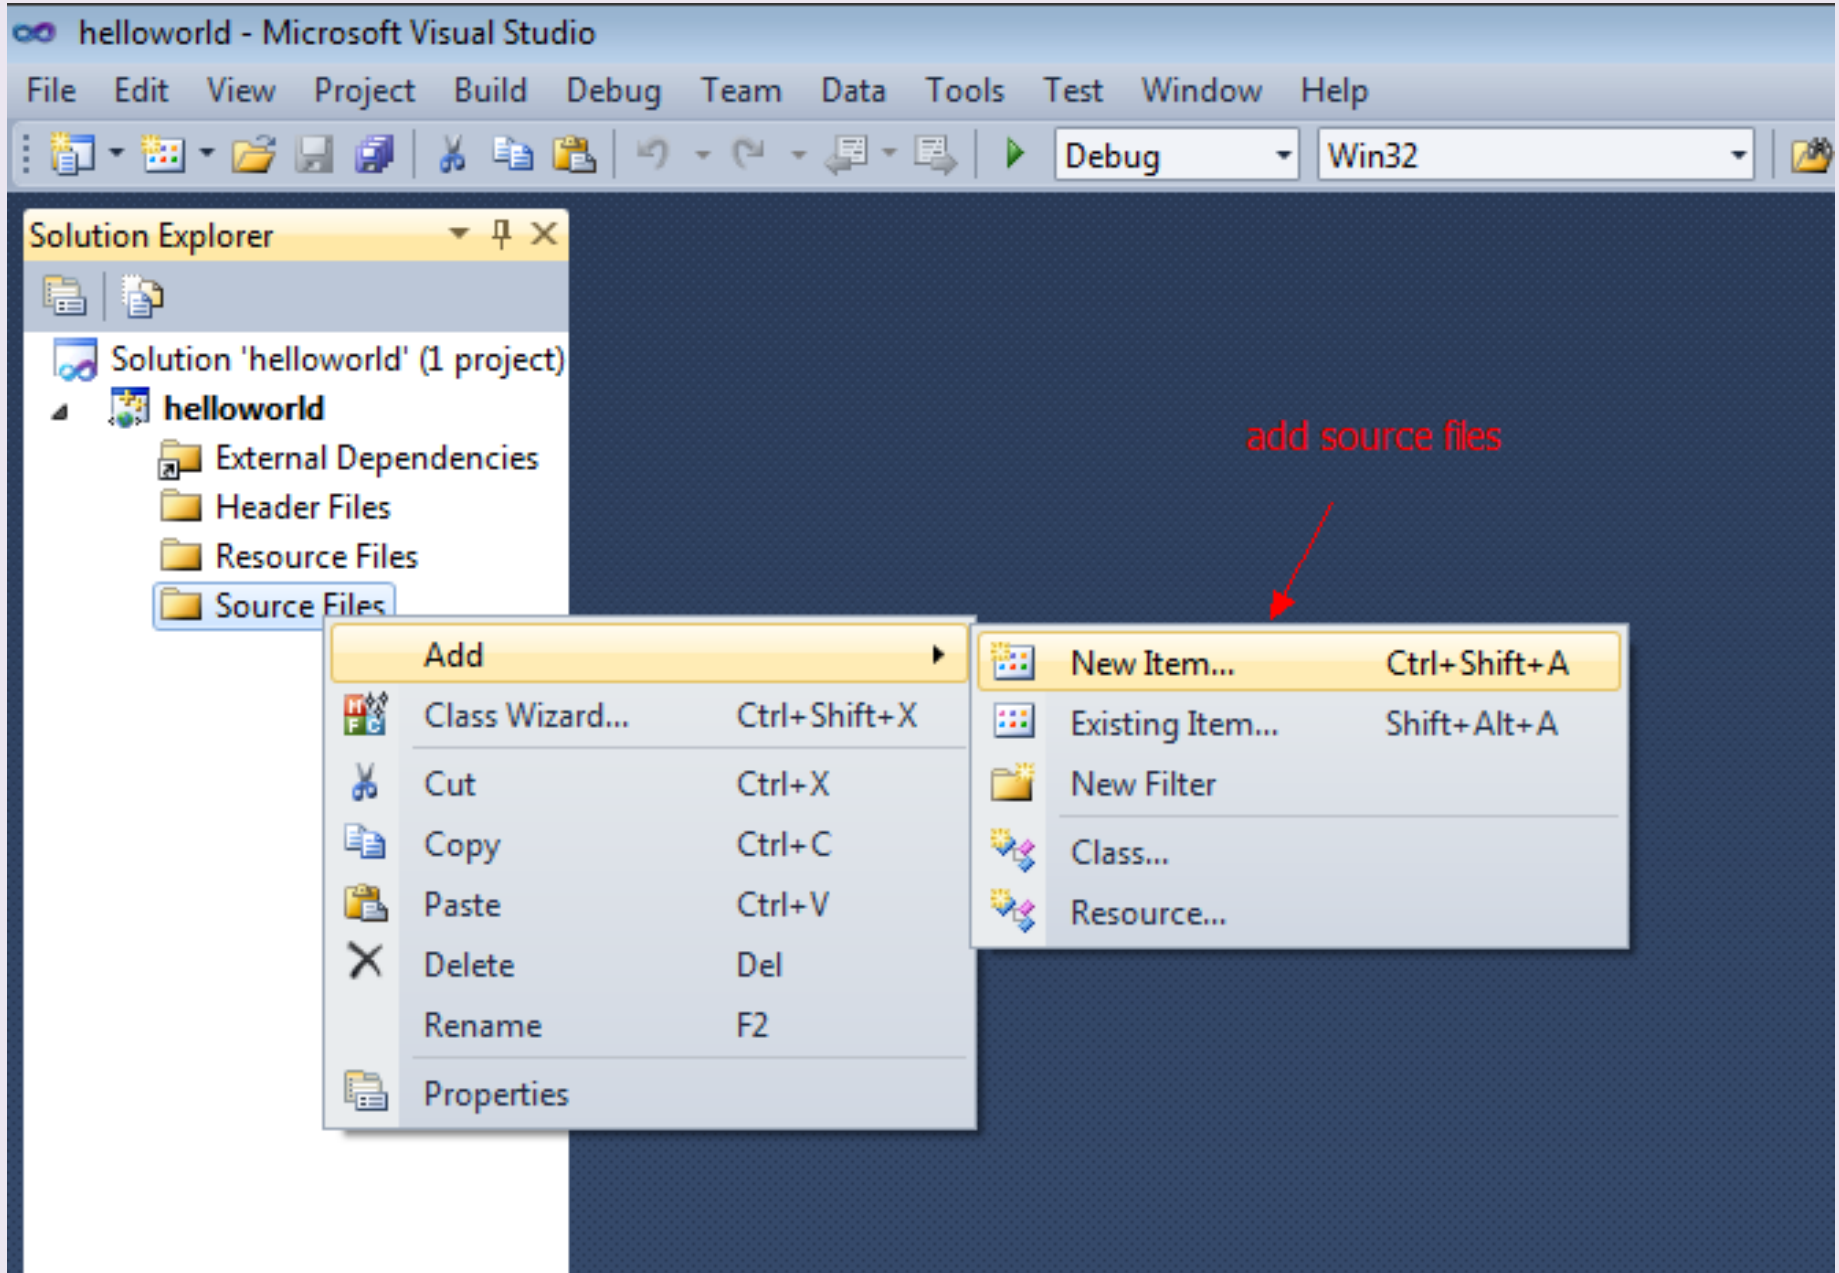 helloworld - Microsoft Visual Studio
File Edit View Project Build Debug Team Data Tools Test Window Help
Debug Win32
Solution Explorer
Solution 'helloworld' (1 project)
helloworld
External Dependencies
Header Files
Resource Files
Source Files
add source files
Add
Class Wizard... Ctrl+Shift+X
Cut Ctrl+X
Copy Ctrl+C
Paste Ctrl+V
Delete Del
Rename F2
Properties
New Item... Ctrl+Shift+A
Existing Item... Shift+Alt+A
New Filter
Class...
Resource...